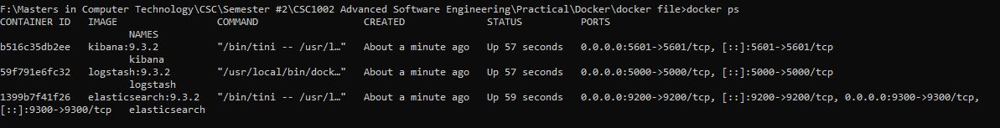 F:\Masters in Computer Technology\CSC\Semester #2\CSC1002 Advanced Software Engineering\Practical\Docker\docker file>docker ps
CONTAINER ID   IMAGE                 COMMAND                  CREATED              STATUS          PORTS
                     NAMES
b516c35db2ee   kibana:9.3.2          "/bin/tini -- /usr/l…"   About a minute ago   Up 57 seconds   0.0.0.0:5601->5601/tcp, [::]:5601->5601/tcp
                     kibana
59f791e6fc32   logstash:9.3.2        "/usr/local/bin/dock…"   About a minute ago   Up 57 seconds   0.0.0.0:5000->5000/tcp, [::]:5000->5000/tcp
                     logstash
1399b7f41f26   elasticsearch:9.3.2   "/bin/tini -- /usr/l…"   About a minute ago   Up 59 seconds   0.0.0.0:9200->9200/tcp, [::]:9200->9200/tcp, 0.0.0.0:9300->9300/tcp,
[::]:9300->9300/tcp   elasticsearch